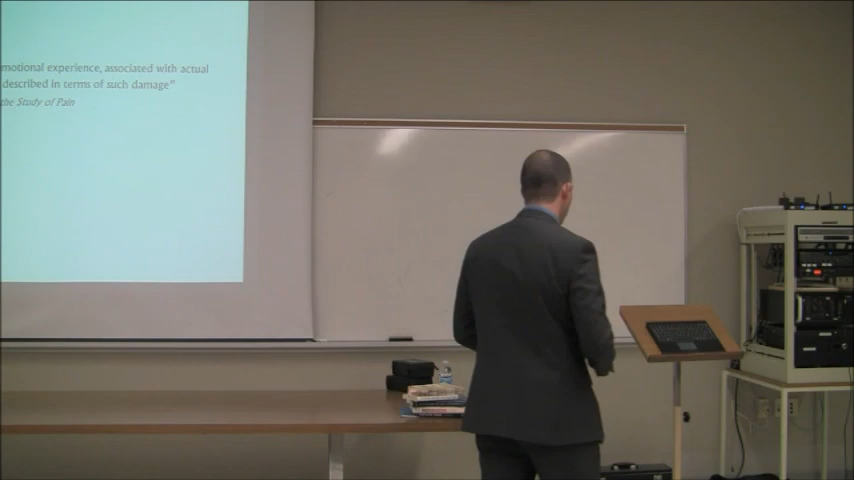 motional experience, associated with actual
described in terms of such damage”
the Study of Pain